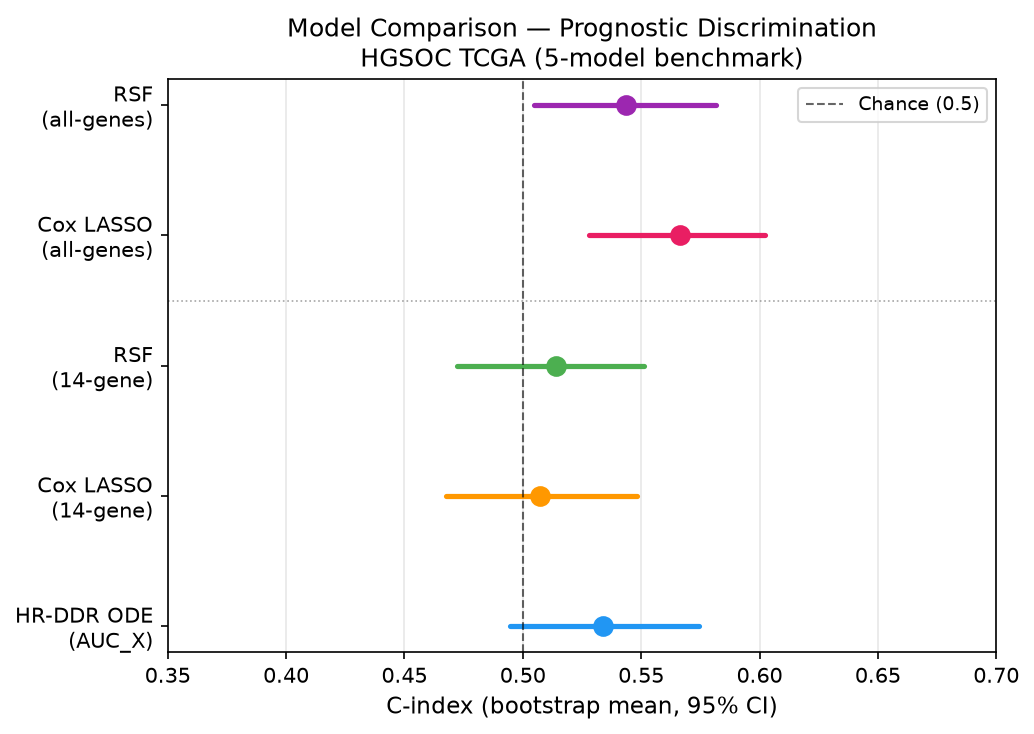 Model Comparison — Prognostic Discrimination
HGSOC TCGA (5-model benchmark)
Chance (0.5)
RSF
(all-genes)
Cox LASSO
(all-genes)
RSF
(14-gene)
Cox LASSO
(14-gene)
HR-DDR ODE
(AUC_X)
0.35 0.40 0.45 0.50 0.55 0.60 0.65 0.70
C-index (bootstrap mean, 95% CI)